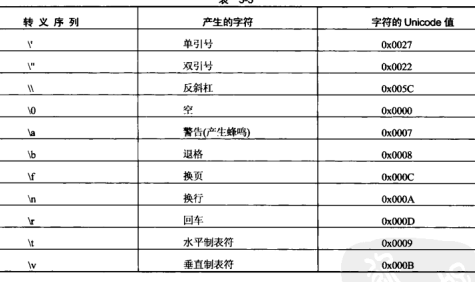 表 3-3
转义序列 产生的字符 字符的 Unicode 值
\' 单引号 0x0027
\" 双引号 0x0022
\\ 反斜杠 0x005C
\0 空 0x0000
\a 警告(产生蜂鸣) 0x0007
\b 退格 0x0008
\f 换页 0x000C
\n 换行 0x000A
\r 回车 0x000D
\t 水平制表符 0x0009
\v 垂直制表符 0x000B